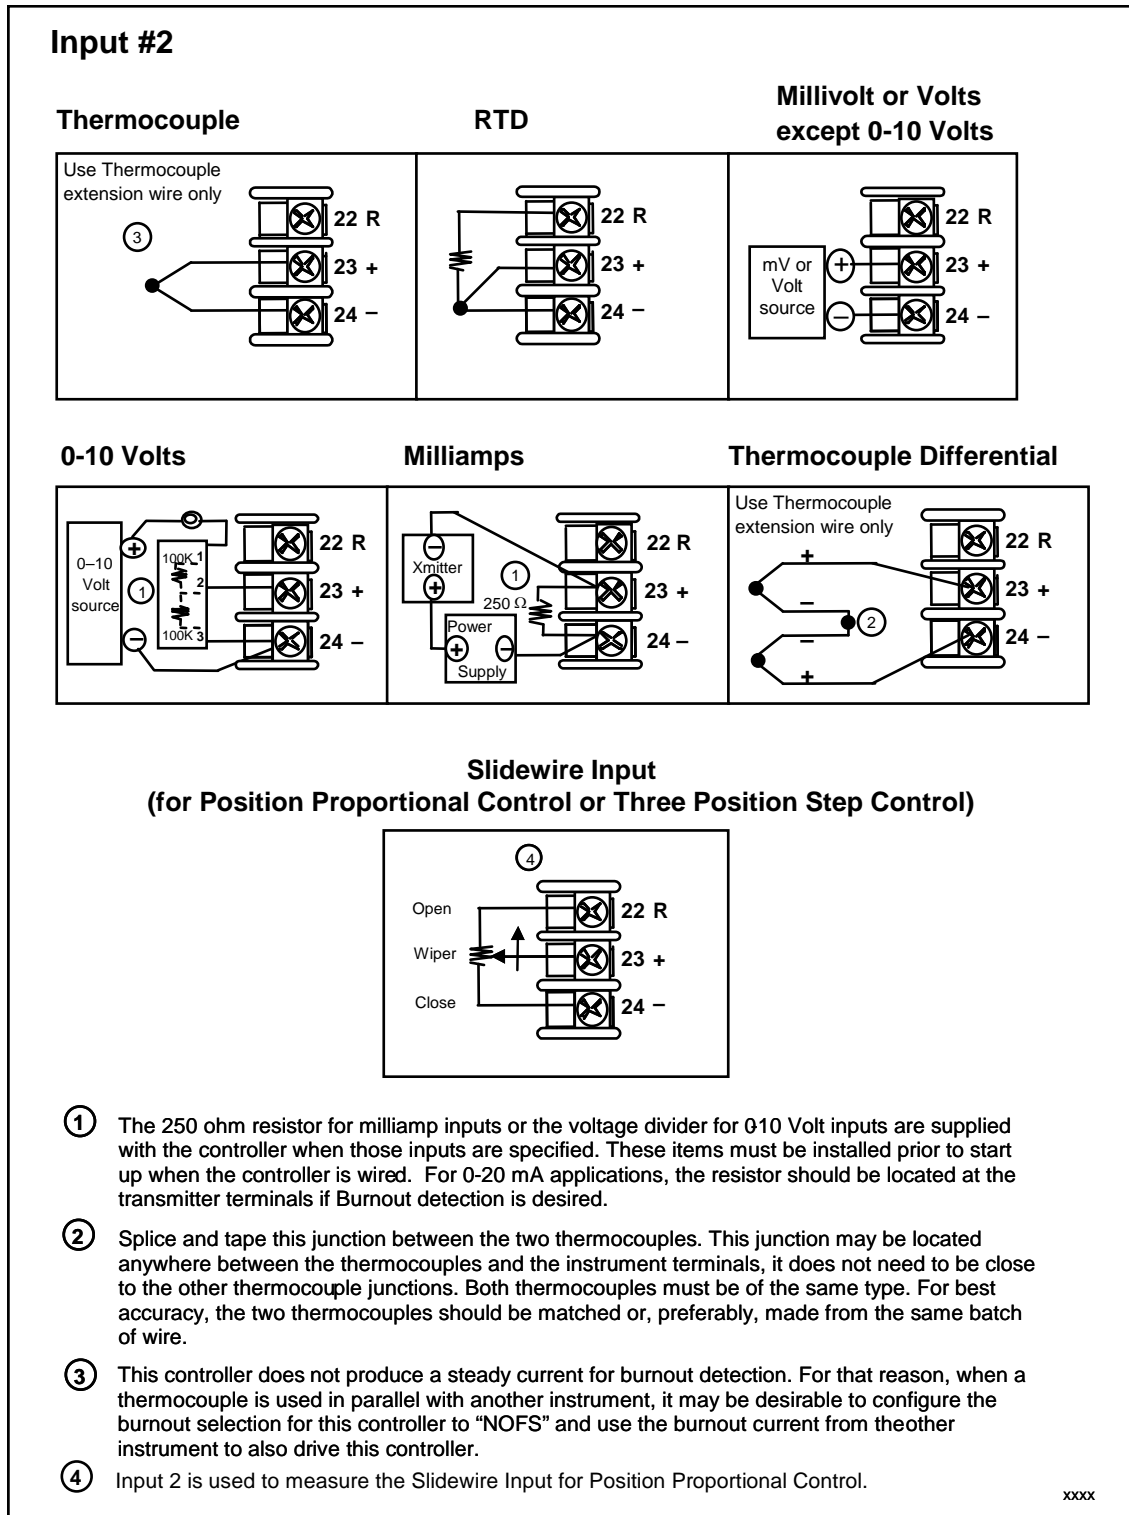 Input #2
Thermocouple
RTD
Millivolt or Volts
except 0-10 Volts
Use Thermocouple
extension wire only
3
22 R
23 +
24 –
22 R
23 +
24 –
mV or
Volt
source
+
–
22 R
23 +
24 –
0-10 Volts
Milliamps
Thermocouple Differential
0–10
Volt
source
+
–
1
100K 1
2
100K 3
22 R
23 +
24 –
–
Xmitter
+
1
250 Ω
Power
+ –
Supply
22 R
23 +
24 –
Use Thermocouple
extension wire only
+
–
2
–
+
22 R
23 +
24 –
Slidewire Input
(for Position Proportional Control or Three Position Step Control)
4
Open
Wiper
Close
22 R
23 +
24 –
1 The 250 ohm resistor for milliamp inputs or the voltage divider for 0-10 Volt inputs are supplied
with the controller when those inputs are specified. These items must be installed prior to start
up when the controller is wired. For 0-20 mA applications, the resistor should be located at the
transmitter terminals if Burnout detection is desired.
2 Splice and tape this junction between the two thermocouples. This junction may be located
anywhere between the thermocouples and the instrument terminals, it does not need to be close
to the other thermocouple junctions. Both thermocouples must be of the same type. For best
accuracy, the two thermocouples should be matched or, preferably, made from the same batch
of wire.
3 This controller does not produce a steady current for burnout detection. For that reason, when a
thermocouple is used in parallel with another instrument, it may be desirable to configure the
burnout selection for this controller to “NOFS” and use the burnout current from theother
instrument to also drive this controller.
4 Input 2 is used to measure the Slidewire Input for Position Proportional Control.
xxxx